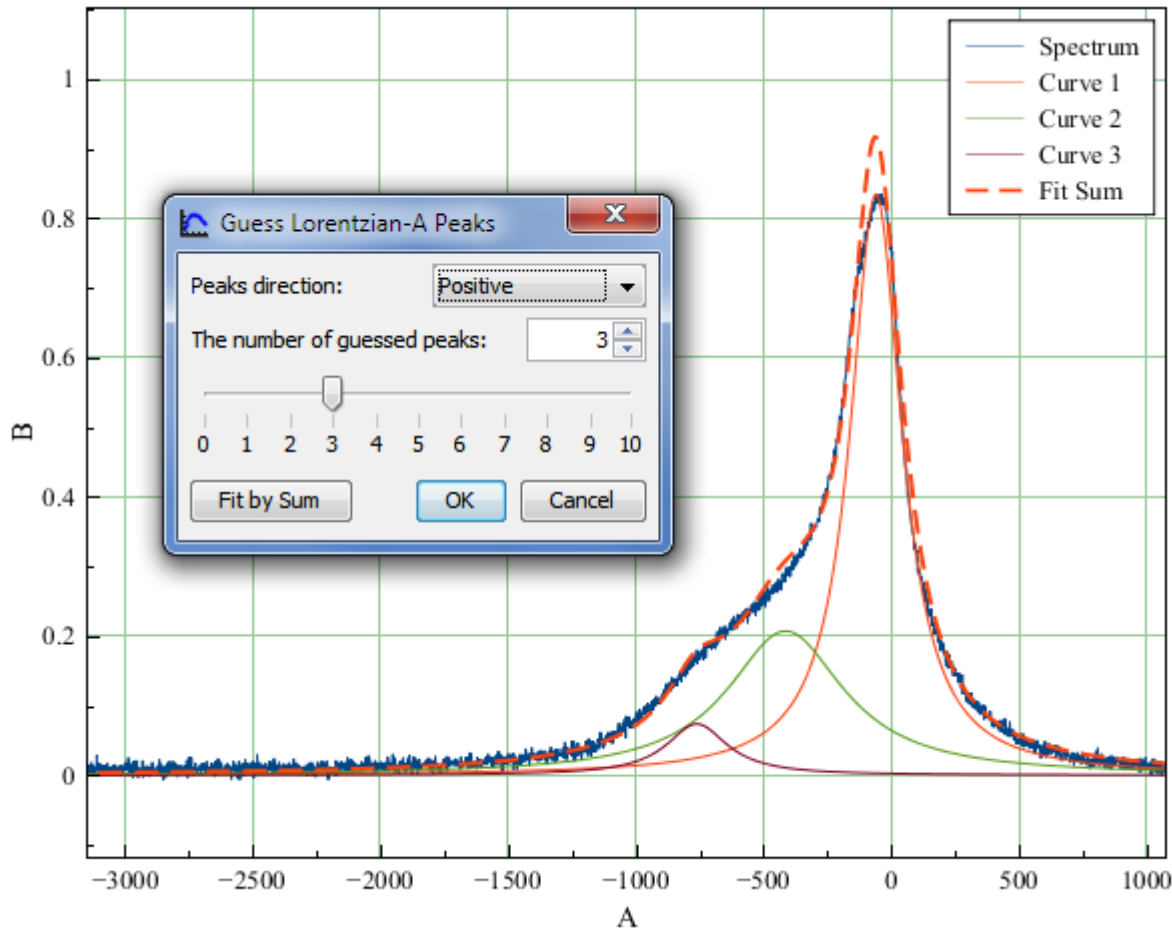 Spectrum
Curve 1
Curve 2
Curve 3
Fit Sum
1
0.8
0.6
0.4
0.2
0
B
Guess Lorentzian-A Peaks
Peaks direction: Positive
The number of guessed peaks: 3
0 1 2 3 4 5 6 7 8 9 10
Fit by Sum OK Cancel
−3000 −2500 −2000 −1500 −1000 −500 0 500 1000
A